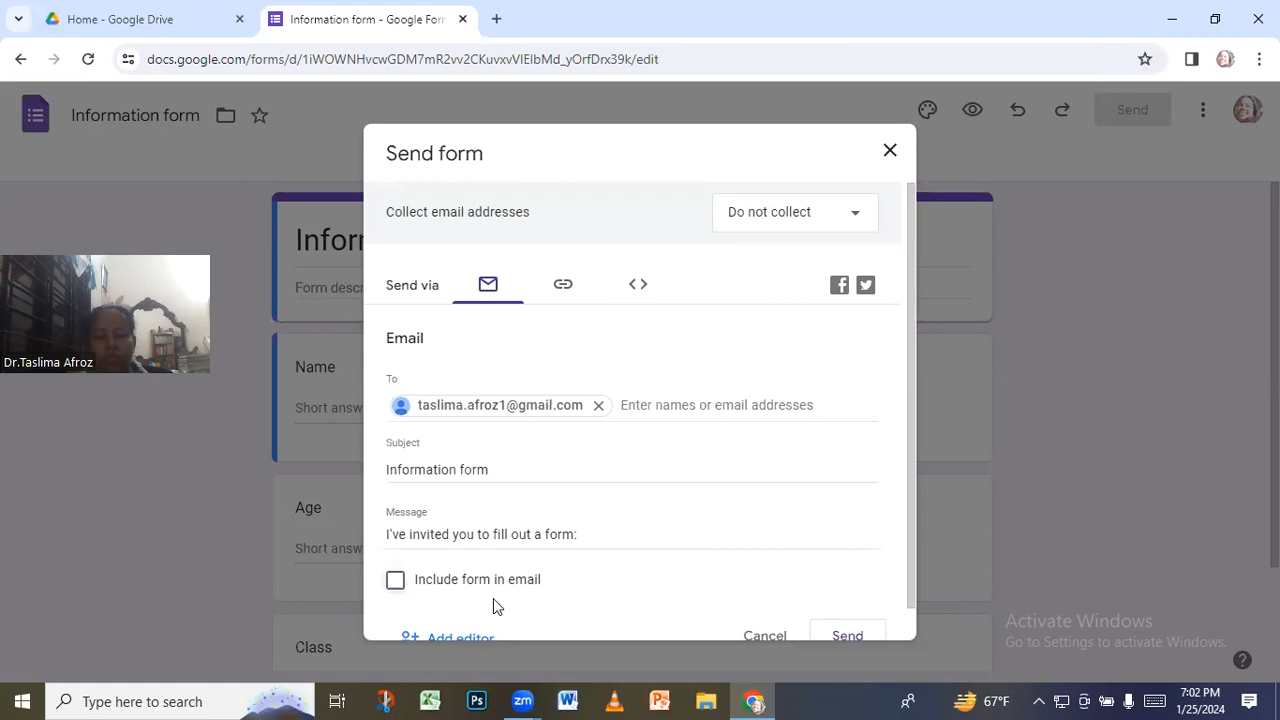 Home - Google Drive
Information form - Google For
docs.google.com/forms/d/1iWOWNHvcwGDM7mR2vv2CKuvxvVlElbMd_yOrfDrx39k/edit
Information form
Send
Send form
Collect email addresses
Do not collect
Infor
Send via
Form descr
Email
Dr.Taslima Afroz
Name
To
taslima.afroz1@gmail.com
Enter names or email addresses
Short answ
Subject
Information form
Age
Message
I've invited you to fill out a form:
Short answ
Include form in email
Activate Windows
Go to Settings to activate Windows.
Add editor
Cancel
Send
Class
Type here to search
67°F
7:02 PM
1/25/2024